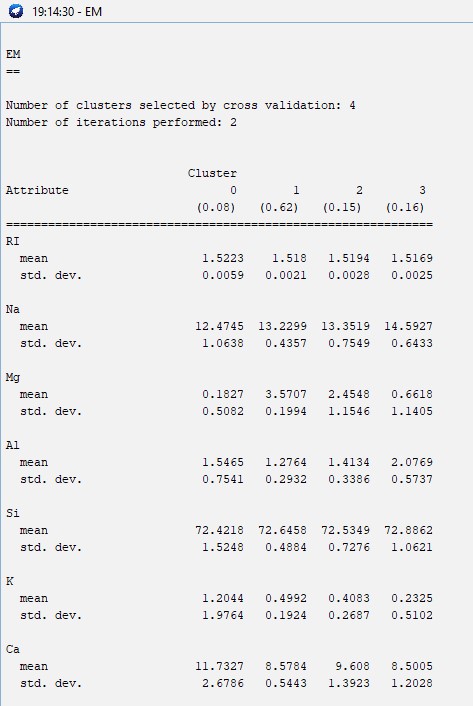 19:14:30 - EM
EM
==
Number of clusters selected by cross validation: 4
Number of iterations performed: 2
Cluster
Attribute 0 1 2 3
(0.08) (0.62) (0.15) (0.16)
=============================================================
RI
mean 1.5223 1.518 1.5194 1.5169
std. dev. 0.0059 0.0021 0.0028 0.0025
Na
mean 12.4745 13.2299 13.3519 14.5927
std. dev. 1.0638 0.4357 0.7549 0.6433
Mg
mean 0.1827 3.5707 2.4548 0.6618
std. dev. 0.5082 0.1994 1.1546 1.1405
Al
mean 1.5465 1.2764 1.4134 2.0769
std. dev. 0.7541 0.2932 0.3386 0.5737
Si
mean 72.4218 72.6458 72.5349 72.8862
std. dev. 1.5248 0.4884 0.7276 1.0621
K
mean 1.2044 0.4992 0.4083 0.2325
std. dev. 1.9764 0.1924 0.2687 0.5102
Ca
mean 11.7327 8.5784 9.608 8.5005
std. dev. 2.6786 0.5443 1.3923 1.2028